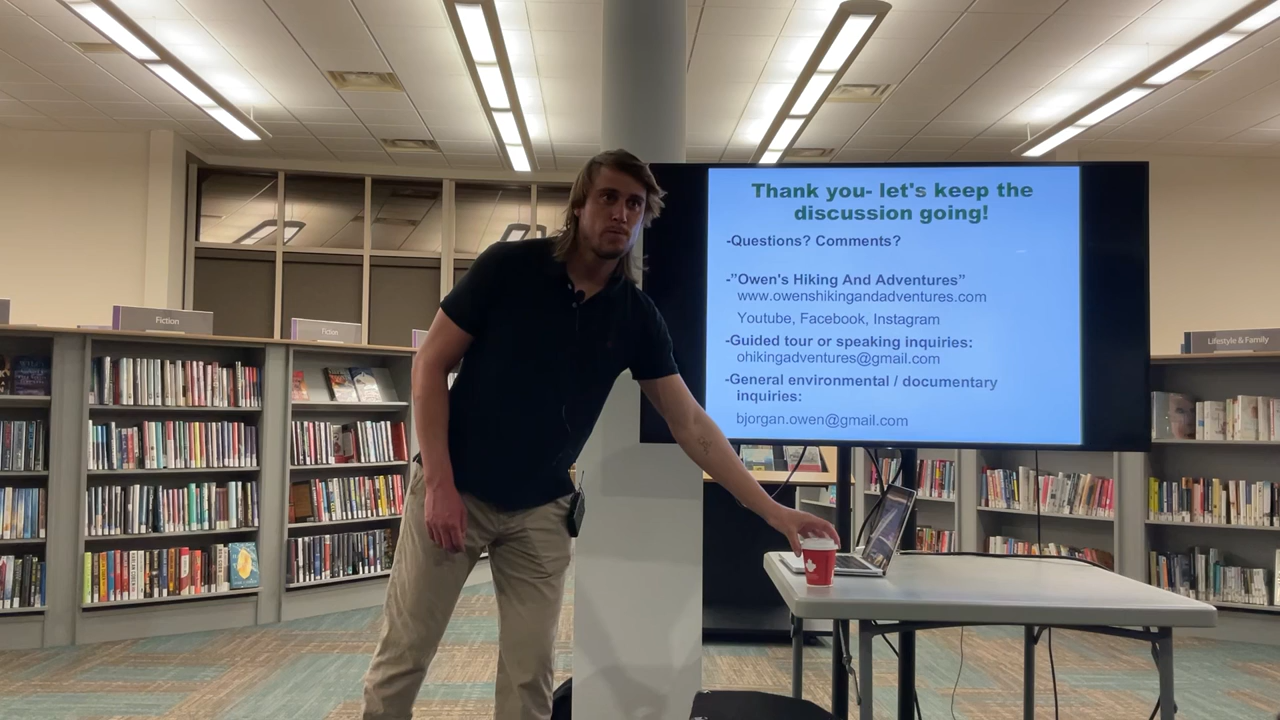 Thank you- let's keep the
discussion going!
-Questions? Comments?
-”Owen's Hiking And Adventures”
www.owenshikingandadventures.com
Youtube, Facebook, Instagram
-Guided tour or speaking inquiries:
ohikingadventures@gmail.com
-General environmental / documentary
inquiries:
bjorgan.owen@gmail.com
Fiction
Fiction
Lifestyle & Family